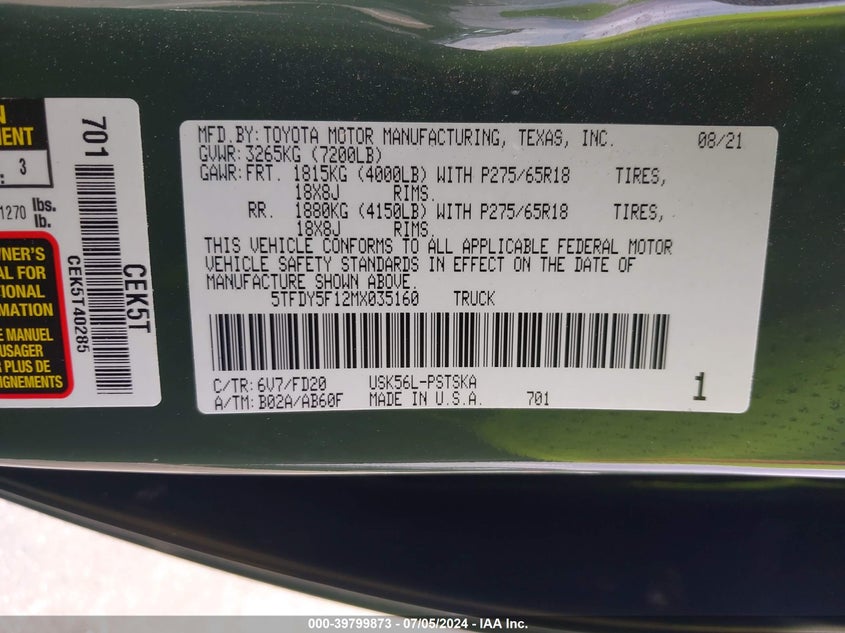 N
MENT
: 3
1270 lbs.
lb.
WNER'S
AL FOR
TIONAL
RMATION
E MANUEL
USAGER
R PLUS DE
IGNEMENTS
701
CEK5T
CEK5T40285
MFD.BY:TOYOTA MOTOR MANUFACTURING, TEXAS, INC. 08/21
GVWR:3265KG (7200LB)
GAWR:FRT. 1815KG (4000LB) WITH P275/65R18 TIRES,
18X8J RIMS.
RR. 1880KG (4150LB) WITH P275/65R18 TIRES,
18X8J RIMS.
THIS VEHICLE CONFORMS TO ALL APPLICABLE FEDERAL MOTOR
VEHICLE SAFETY STANDARDS IN EFFECT ON THE DATE OF
MANUFACTURE SHOWN ABOVE.
5TFDY5F12MX035160 TRUCK
C/TR:6V7/FD20 USK56L-PSTSKA
A/TM:B02A/AB60F MADE IN U.S.A. 701
1
000-39799873 - 07/05/2024 - IAA Inc.